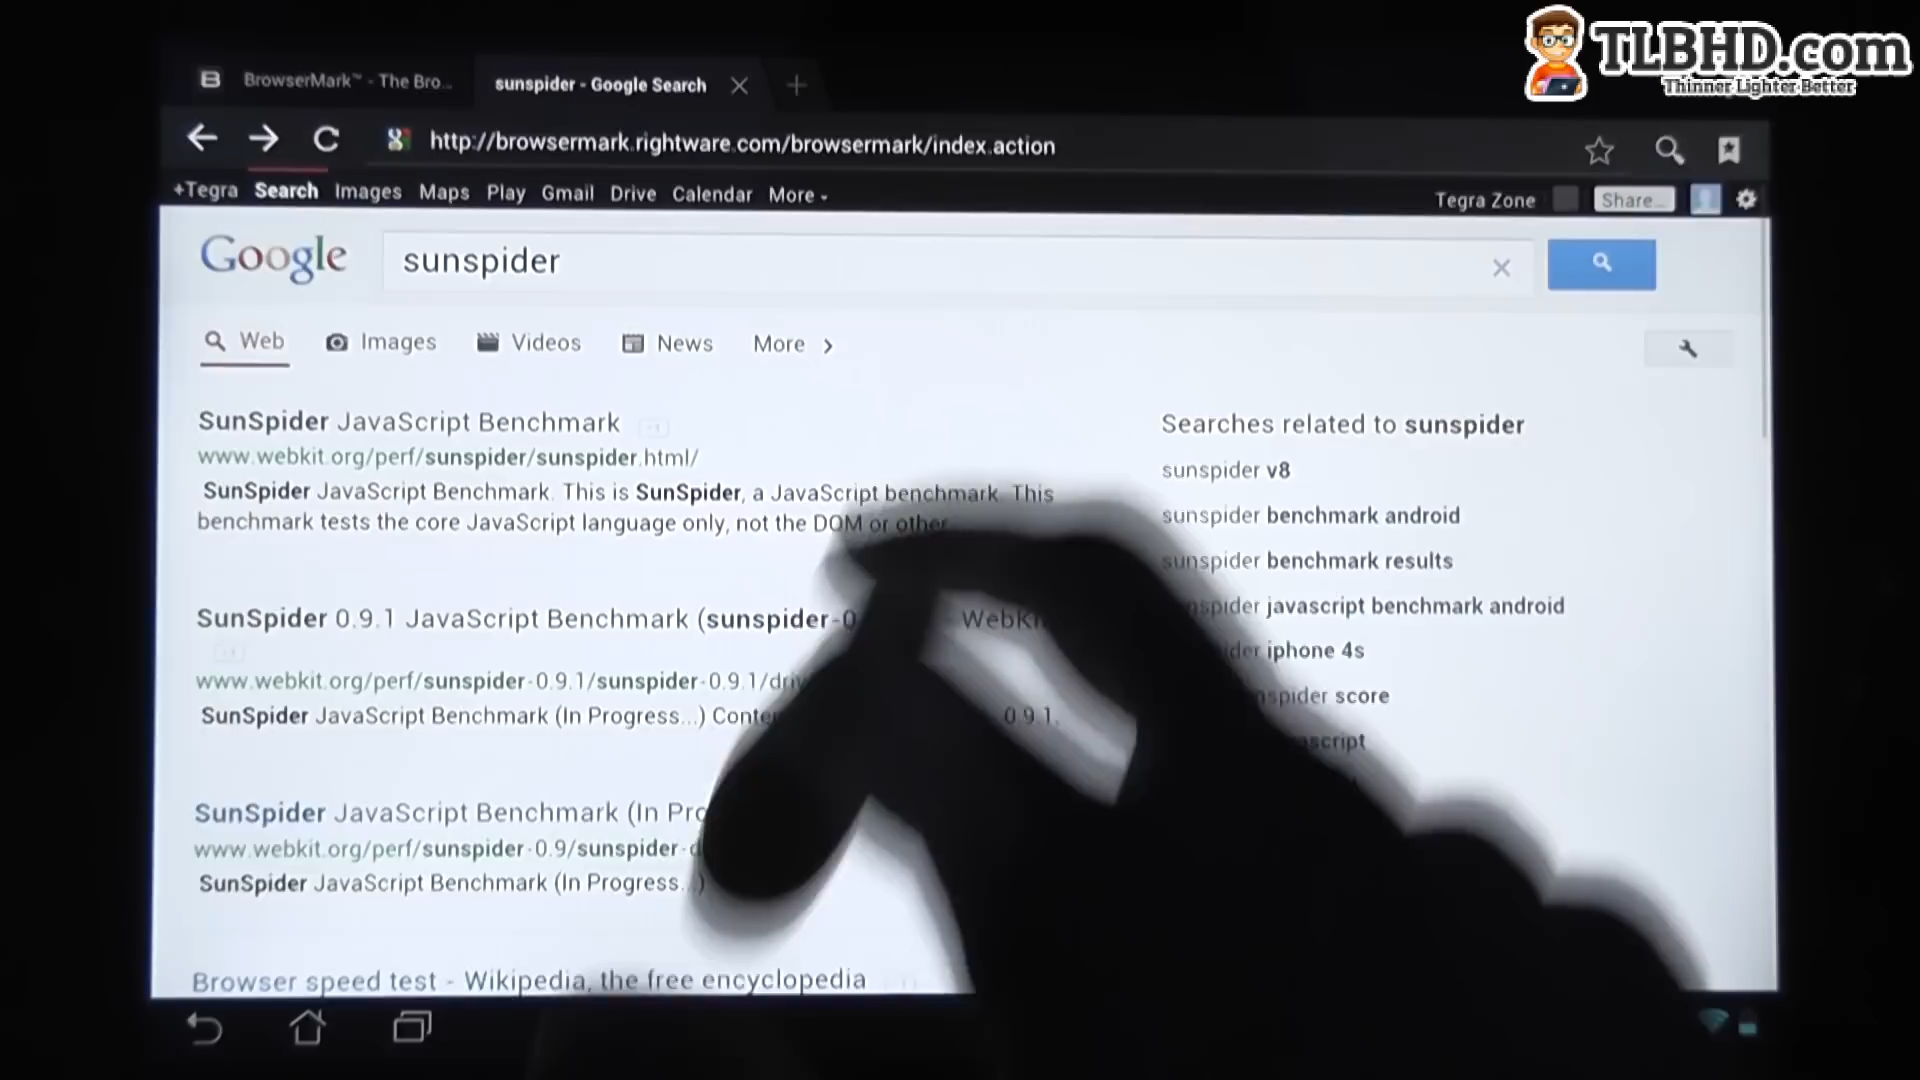 TLBHD.com
Thinner Lighter Better
BrowserMark™ - The Bro...
sunspider - Google Search
http://browsermark.rightware.com/browsermark/index.action
+Tegra Search Images Maps Play Gmail Drive Calendar More
Tegra Zone Share...
Google
sunspider
Web Images Videos News More
SunSpider JavaScript Benchmark
www.webkit.org/perf/sunspider/sunspider.html/
SunSpider JavaScript Benchmark. This is SunSpider, a JavaScript benchmark. This
benchmark tests the core JavaScript language only, not the DOM or other
SunSpider 0.9.1 JavaScript Benchmark (sunspider-0
www.webkit.org/perf/sunspider-0.9.1/sunspider-0.9.1/driv
SunSpider JavaScript Benchmark (In Progress...) Conte 0.9.1.
SunSpider JavaScript Benchmark (In Pro
www.webkit.org/perf/sunspider-0.9/sunspider-d
SunSpider JavaScript Benchmark (In Progress...)
Browser speed test - Wikipedia, the free encyclopedia
Searches related to sunspider
sunspider v8
sunspider benchmark android
sunspider benchmark results
nspider javascript benchmark android
ider iphone 4s
nspider score
script